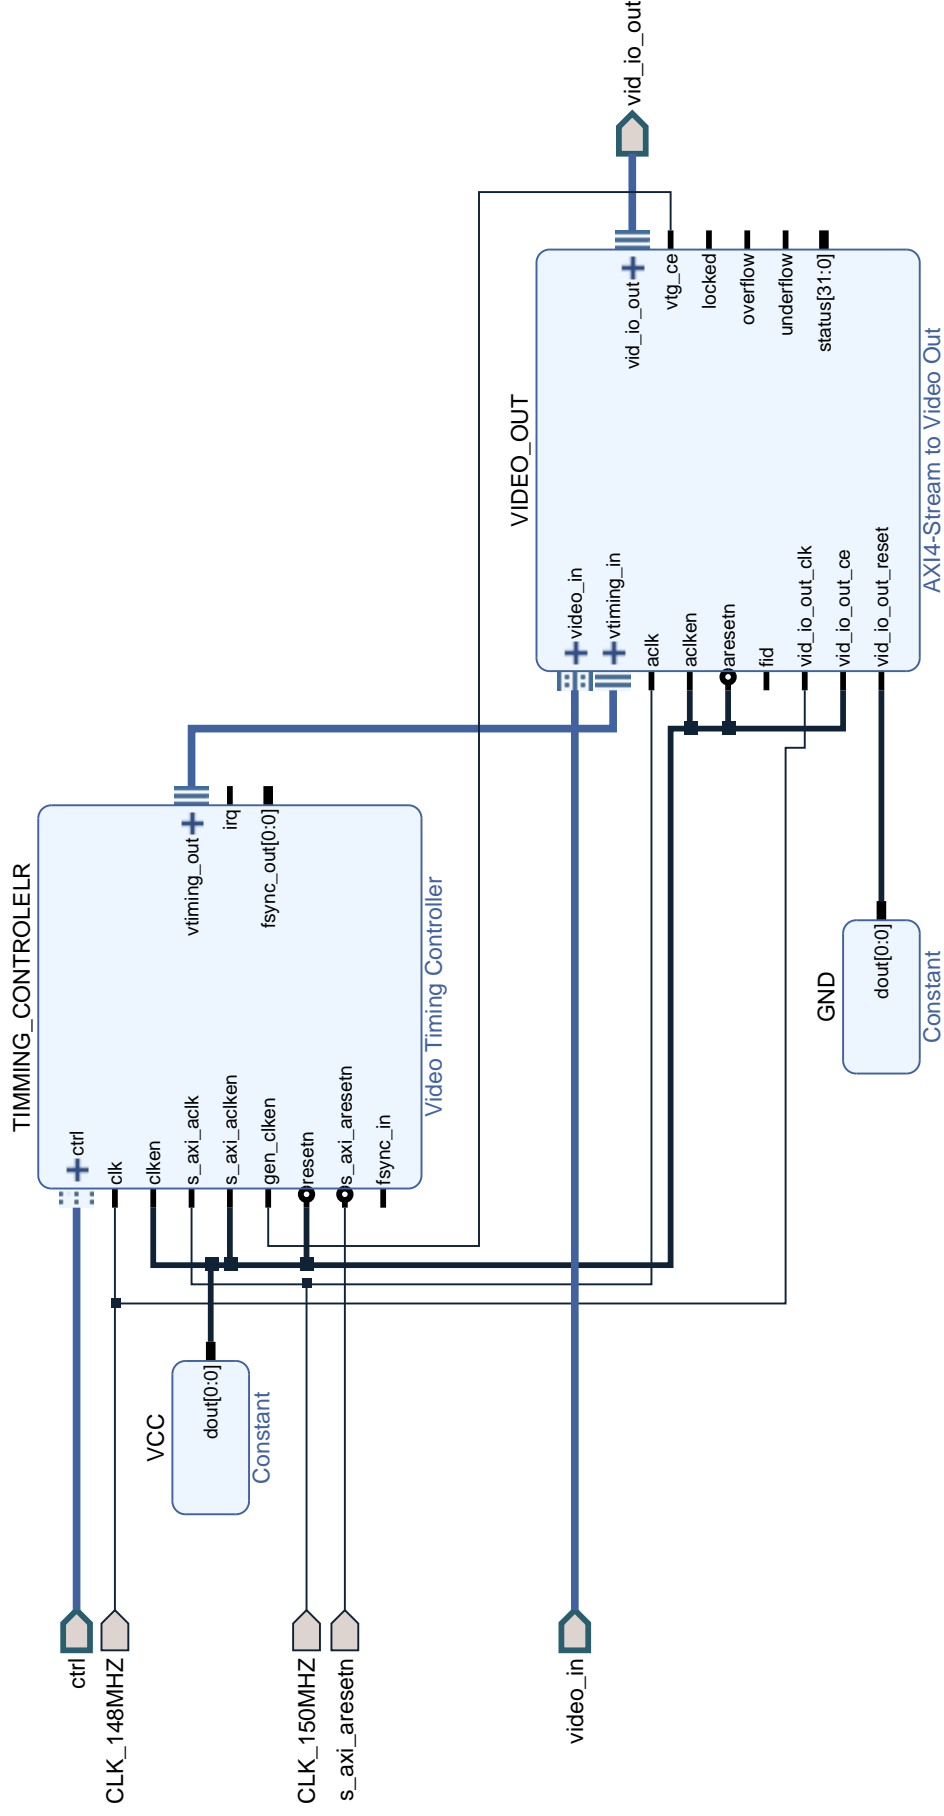 ctrl
CLK_148MHZ
CLK_150MHZ
s_axi_aresetn
video_in
VCC
dout[0:0]
Constant
TIMMING_CONTROLELR
ctrl
clk
clken
s_axi_aclk
s_axi_aclken
gen_clken
resetn
s_axi_aresetn
fsync_in
vtiming_out
irq
fsync_out[0:0]
Video Timing Controller
GND
dout[0:0]
Constant
VIDEO_OUT
video_in
vtiming_in
aclk
aclken
aresetn
fid
vid_io_out_clk
vid_io_out_ce
vid_io_out_reset
vid_io_out
vtg_ce
locked
overflow
underflow
status[31:0]
AXI4-Stream to Video Out
vid_io_out